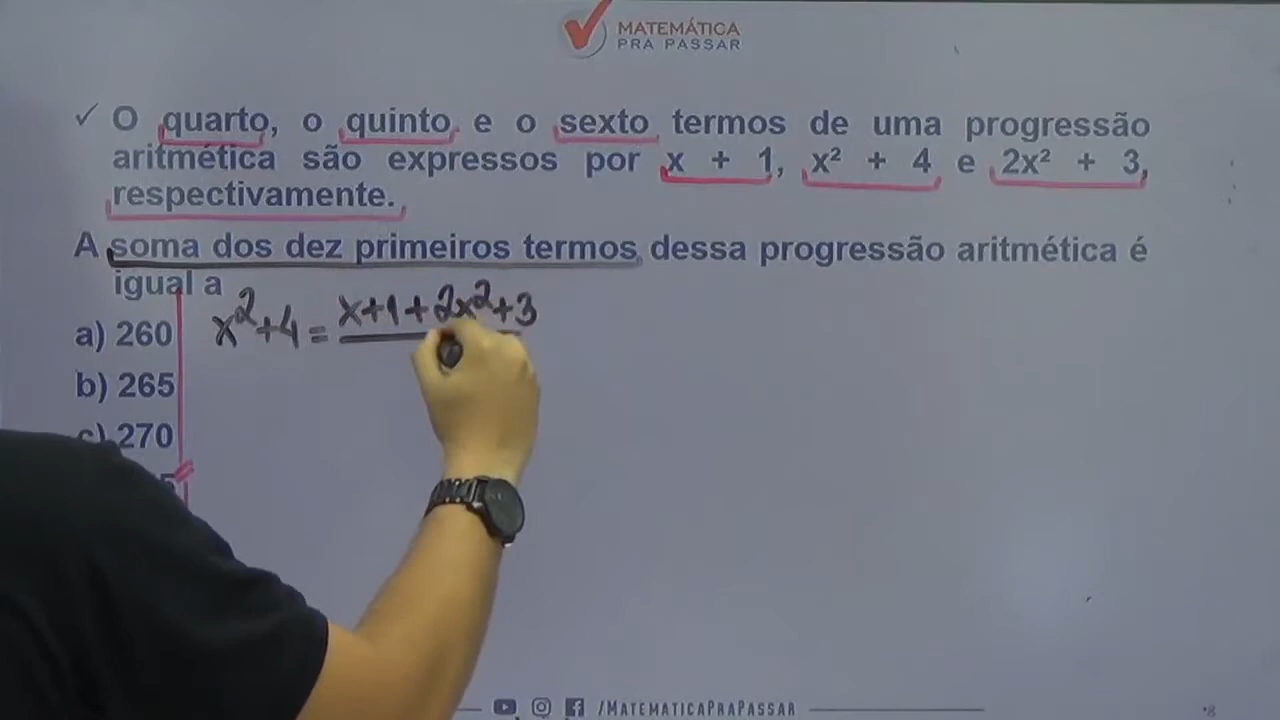 MATEMÁTICA
PRA PASSAR
✓ O quarto, o quinto e o sexto termos de uma progressão
aritmética são expressos por x + 1, x² + 4 e 2x² + 3,
respectivamente.
A soma dos dez primeiros termos dessa progressão aritmética é
igual a
x²+4= x+1+2x²+3
a) 260
b) 265
c) 270
/MATEMATICAPRAPASSAR